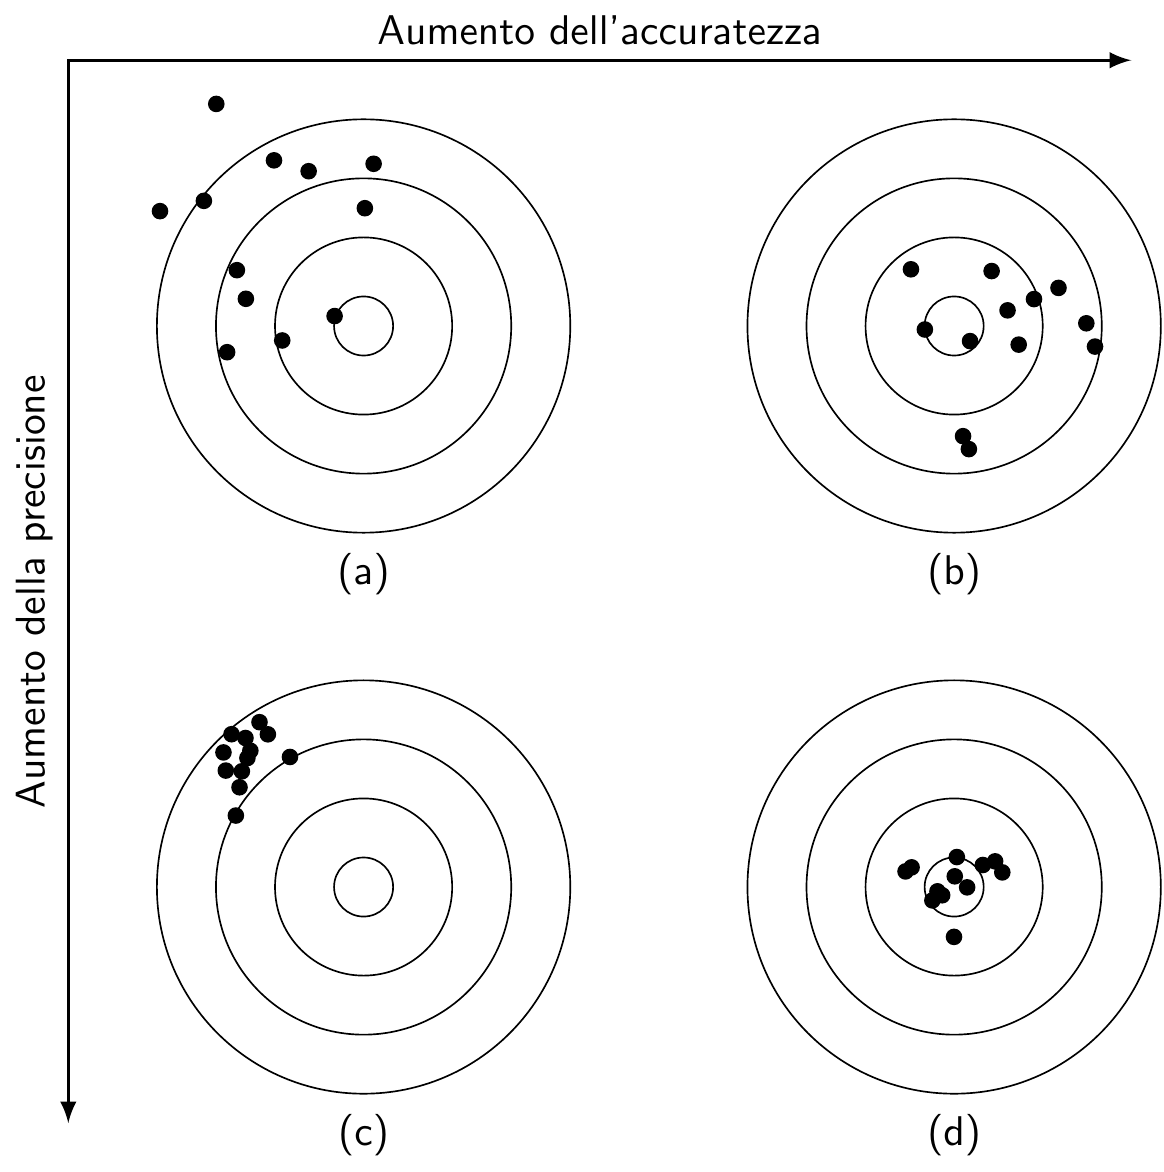 Aumento dell'accuratezza
Aumento della precisione
(a)
(b)
(c)
(d)